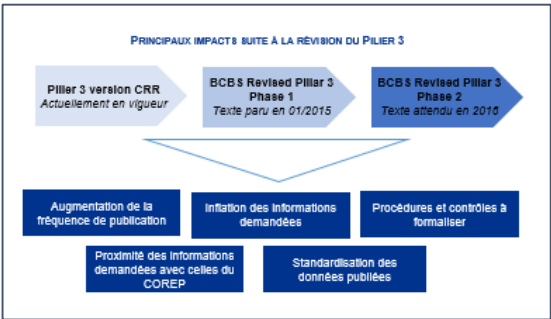 PRINCIPAUX IMPACTS SUITE À LA RÉVISION DU PILIER 3
Pilier 3 version CRR
Actuellement en vigueur
BCBS Revised Pillar 3
Phase 1
Texte paru en 01/2015
BCBS Revised Pillar 3
Phase 2
Texte attendu en 2016
Augmentation de la
fréquence de publication
Inflation des informations
demandées
Procédures et contrôles à
formaliser
Proximité des informations
demandées avec celles du
COREP
Standardisation des
données publiées